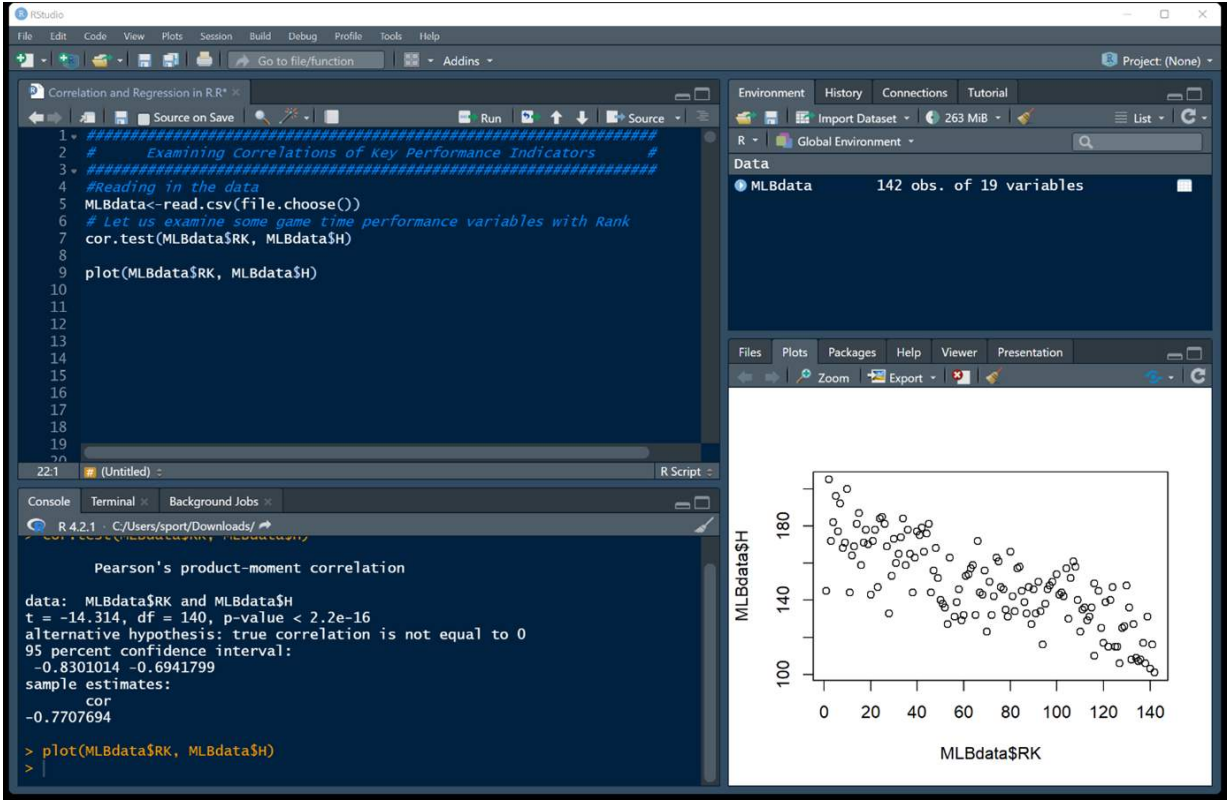 RStudio
File Edit Code View Plots Session Build Debug Profile Tools Help
Go to file/function Addins Project: (None)
Correlation and Regression in R.R*
Source on Save Run Source
1 ################################################################
2 # Examining Correlations of Key Performance Indicators #
3 ################################################################
4 #Reading in the data
5 MLBdata<-read.csv(file.choose())
6 # Let us examine some game time performance variables with Rank
7 cor.test(MLBdata$RK, MLBdata$H)
8
9 plot(MLBdata$RK, MLBdata$H)
10
11
12
13
14
15
16
17
18
19
20
22:1 (Untitled) R Script
Console Terminal Background Jobs
R 4.2.1 · C:/Users/sport/Downloads/
> cor.test(MLBdata$RK, MLBdata$H)
Pearson's product-moment correlation
data: MLBdata$RK and MLBdata$H
t = -14.314, df = 140, p-value < 2.2e-16
alternative hypothesis: true correlation is not equal to 0
95 percent confidence interval:
-0.8301014 -0.6941799
sample estimates:
cor
-0.7707694
> plot(MLBdata$RK, MLBdata$H)
>
Environment History Connections Tutorial
Import Dataset 263 MiB List
R Global Environment
Data
MLBdata 142 obs. of 19 variables
Files Plots Packages Help Viewer Presentation
Zoom Export
MLBdata$H
180
140
100
0 20 40 60 80 100 120 140
MLBdata$RK